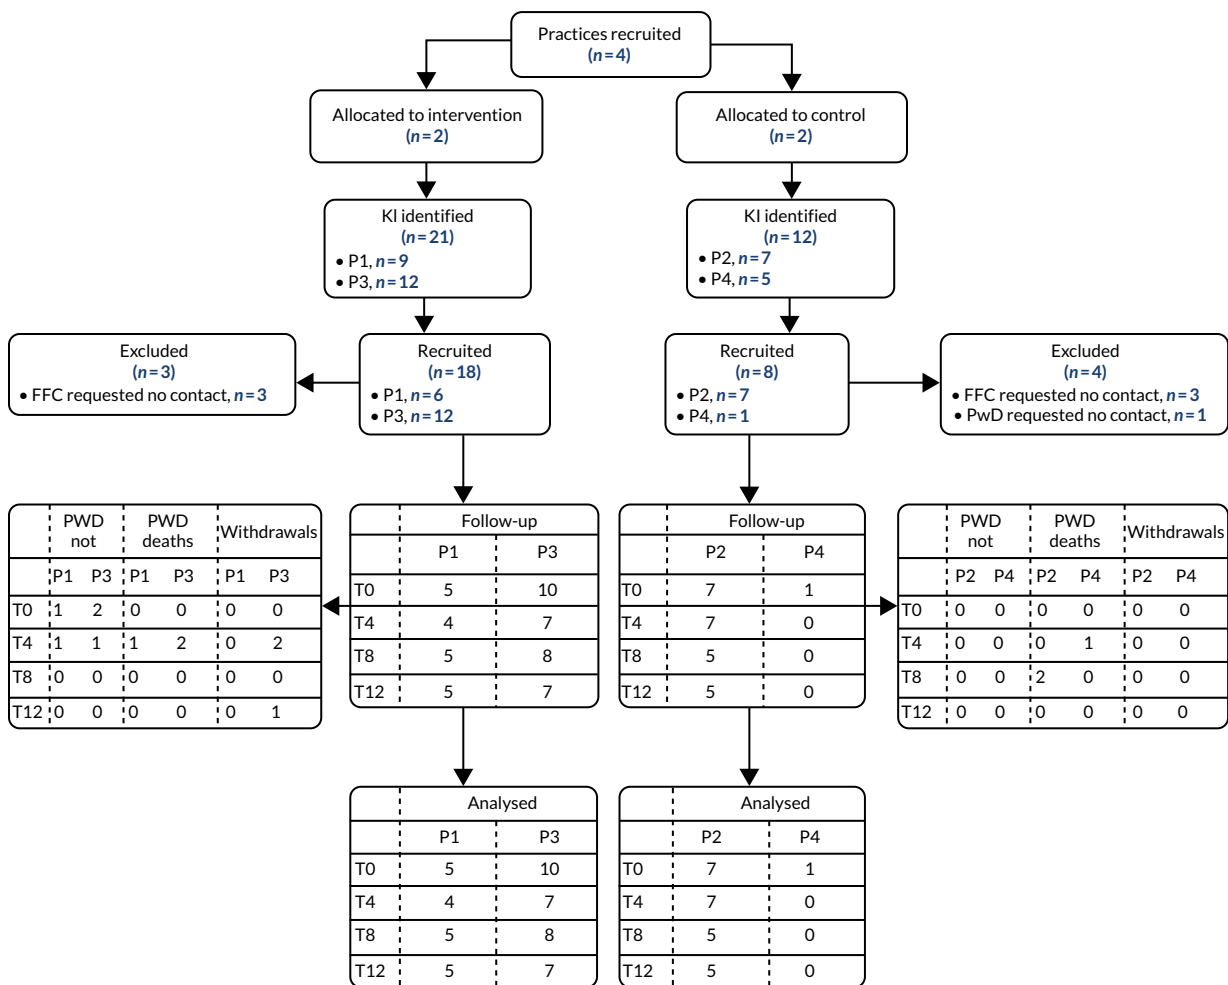 Practices recruited
(n=4)
Allocated to intervention
(n=2)
Allocated to control
(n=2)
KI identified
(n=21)
• P1, n=9
• P3, n=12
KI identified
(n=12)
• P2, n=7
• P4, n=5
Excluded
(n=3)
• FFC requested no contact, n=3
Recruited
(n=18)
• P1, n=6
• P3, n=12
Recruited
(n=8)
• P2, n=7
• P4, n=1
Excluded
(n=4)
• FFC requested no contact, n=3
• PwD requested no contact, n=1
PWD not PWD deaths Withdrawals
P1 P3 P1 P3 P1 P3
T0 1 2 0 0 0 0
T4 1 1 1 2 0 2
T8 0 0 0 0 0 0
T12 0 0 0 0 0 1
Follow-up
P1 P3
T0 5 10
T4 4 7
T8 5 8
T12 5 7
Follow-up
P2 P4
T0 7 1
T4 7 0
T8 5 0
T12 5 0
PWD not PWD deaths Withdrawals
P2 P4 P2 P4 P2 P4
T0 0 0 0 0 0 0
T4 0 0 0 1 0 0
T8 0 0 2 0 0 0
T12 0 0 0 0 0 0
Analysed
P1 P3
T0 5 10
T4 4 7
T8 5 8
T12 5 7
Analysed
P2 P4
T0 7 1
T4 7 0
T8 5 0
T12 5 0